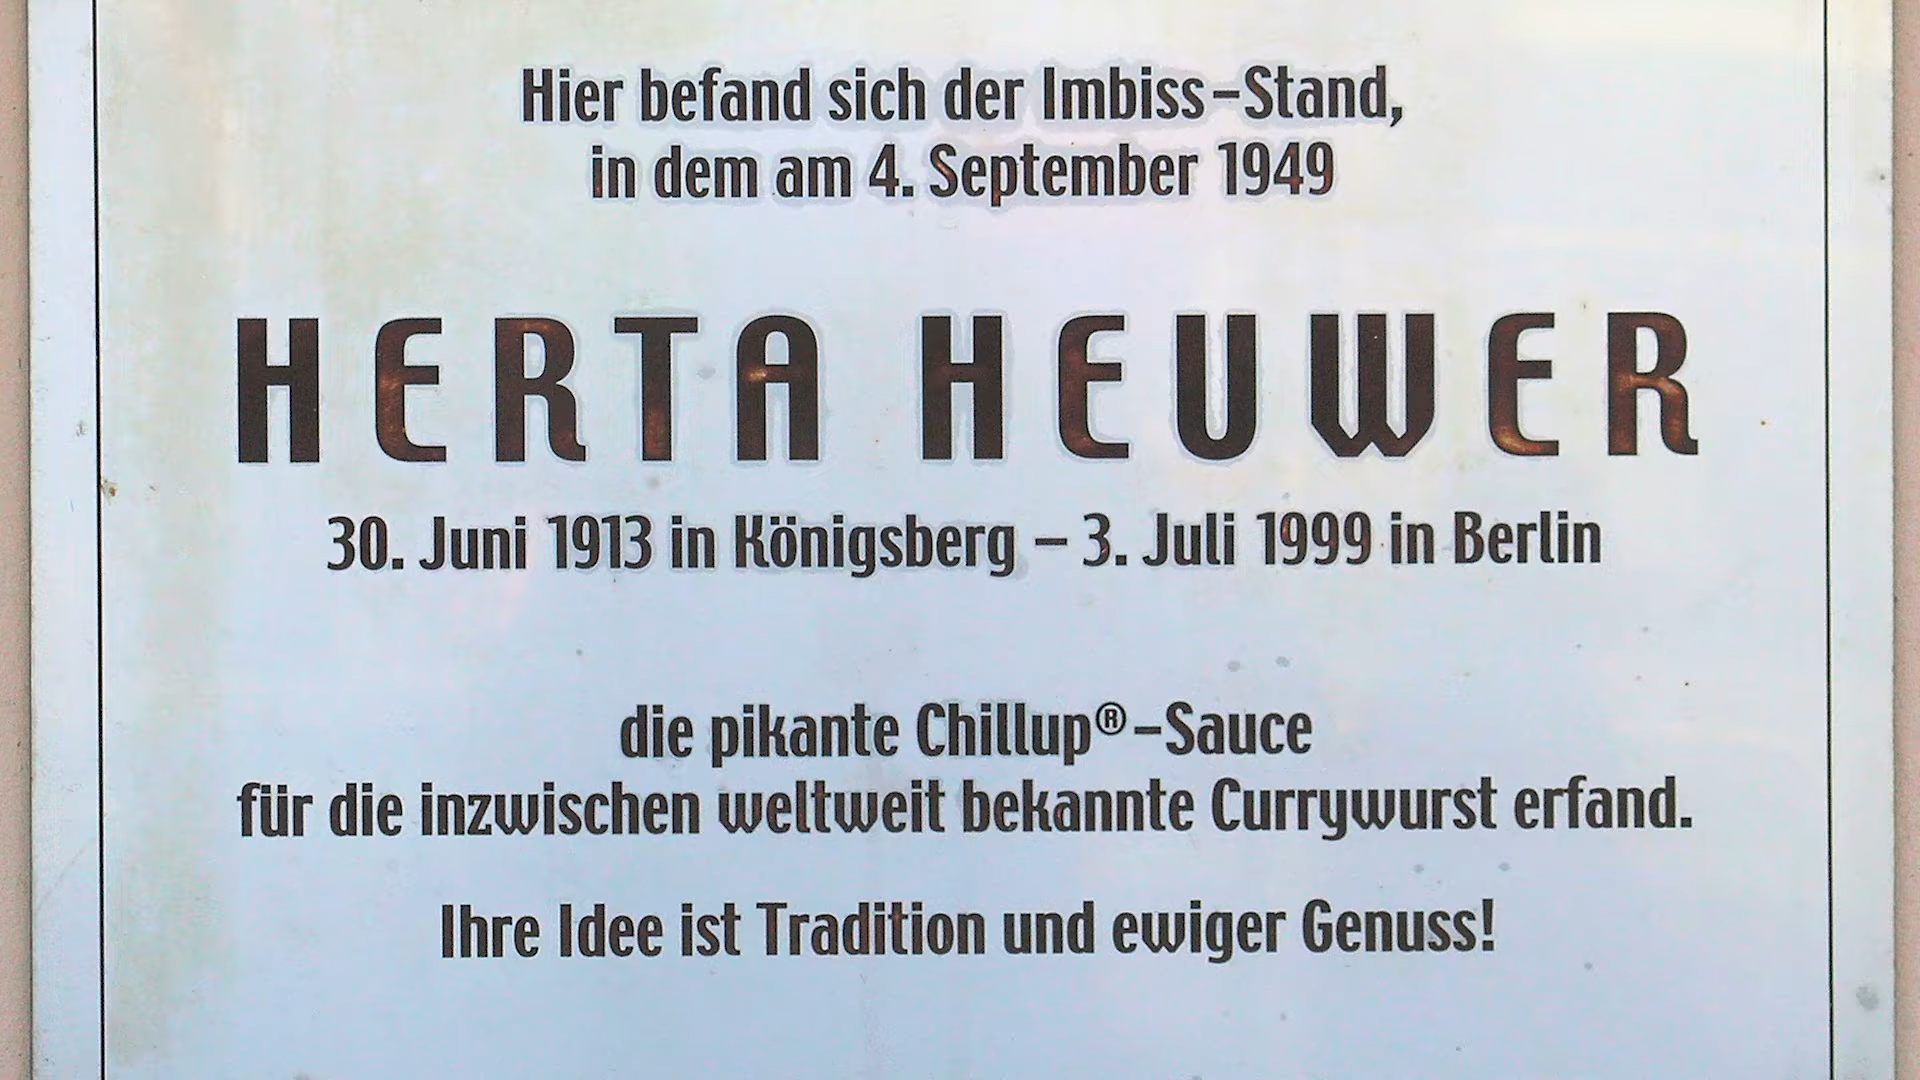 Hier befand sich der Imbiss-Stand,
in dem am 4. September 1949
HERTA HEUWER
30. Juni 1913 in Königsberg – 3. Juli 1999 in Berlin
die pikante Chillup®-Sauce
für die inzwischen weltweit bekannte Currywurst erfand.
Ihre Idee ist Tradition und ewiger Genuss!